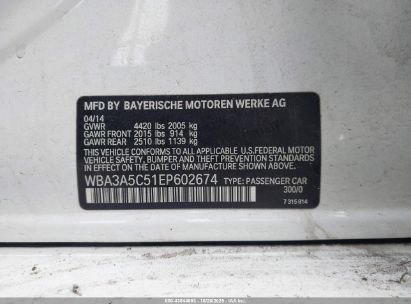 MFD BY BAYERISCHE MOTOREN WERKE AG
04/14
GVWR 4420 lbs 2005 kg
GAWR FRONT 2015 lbs 914 kg
GAWR REAR 2510 lbs 1139 kg
THIS VEHICLE CONFORMS TO ALL APPLICABLE
U.S.FEDERAL MOTOR
VEHICLE SAFETY, BUMPER AND THEFT PREVENTION
STANDARDS IN EFFECT ON THE DATE OF
MANUFACTURE SHOWN ABOVE.
WBA3A5C51EP602674 TYPE: PASSENGER CAR
300/0
7 315 814